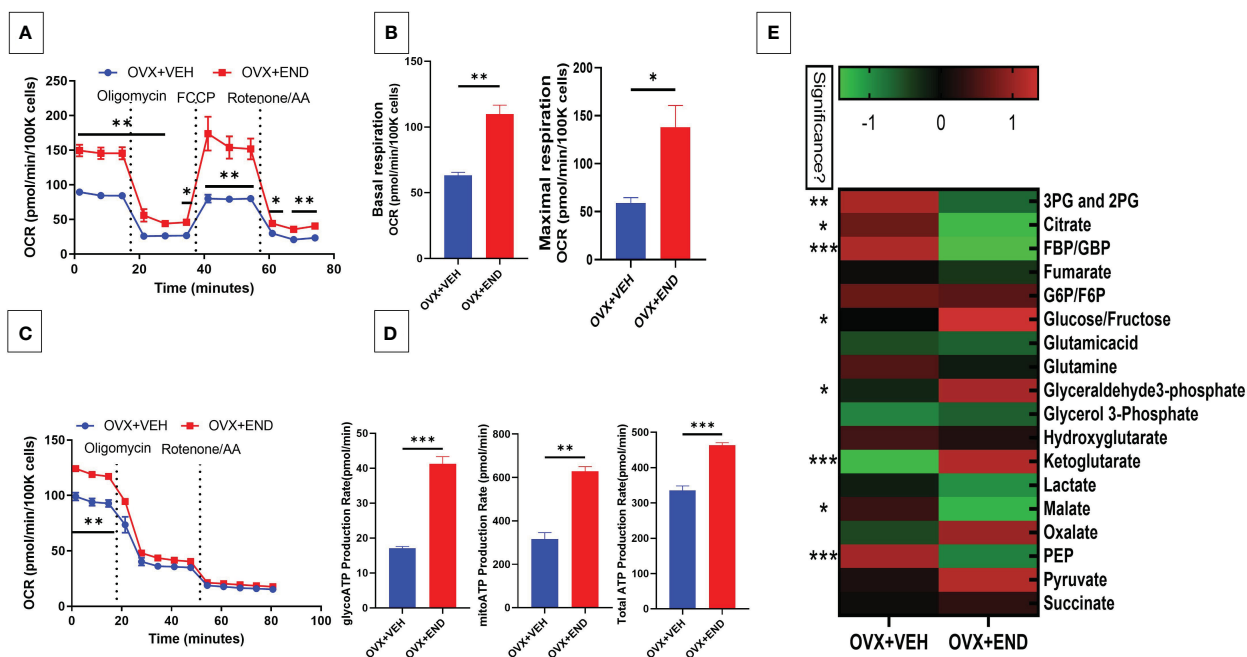 A
OVX+VEH OVX+END
Oligomycin FCCP Rotenone/AA
OCR (pmol/min/100K cells)
250
200
150
100
50
0
** * ** * **
0 20 40 60 80
Time (minutes)
B
Basal respiration
OCR (pmol/min/100K cells)
150
100
50
0
**
OVX+VEH
OVX+END
Maximal respiration
OCR (pmol/min/100K cells)
200
150
100
50
0
*
OVX+VEH
OVX+END
C
OVX+VEH OVX+END
Oligomycin Rotenone/AA
OCR (pmol/min/100K cells)
150
100
50
0
**
0 20 40 60 80 100
Time (minutes)
D
glycoATP Production Rate(pmol/min)
50
40
30
20
10
0
***
OVX+VEH
OVX+END
mitoATP Production Rate (pmol/min)
800
600
400
200
0
**
OVX+VEH
OVX+END
Total ATP Production Rate(pmol/min)
500
400
300
200
100
0
***
OVX+VEH
OVX+END
E
Significance?
-1 0 1
** 3PG and 2PG
* Citrate
*** FBP/GBP
Fumarate
G6P/F6P
* Glucose/Fructose
Glutamicacid
Glutamine
* Glyceraldehyde3-phosphate
Glycerol 3-Phosphate
Hydroxyglutarate
*** Ketoglutarate
Lactate
* Malate
Oxalate
*** PEP
Pyruvate
Succinate
OVX+VEH OVX+END